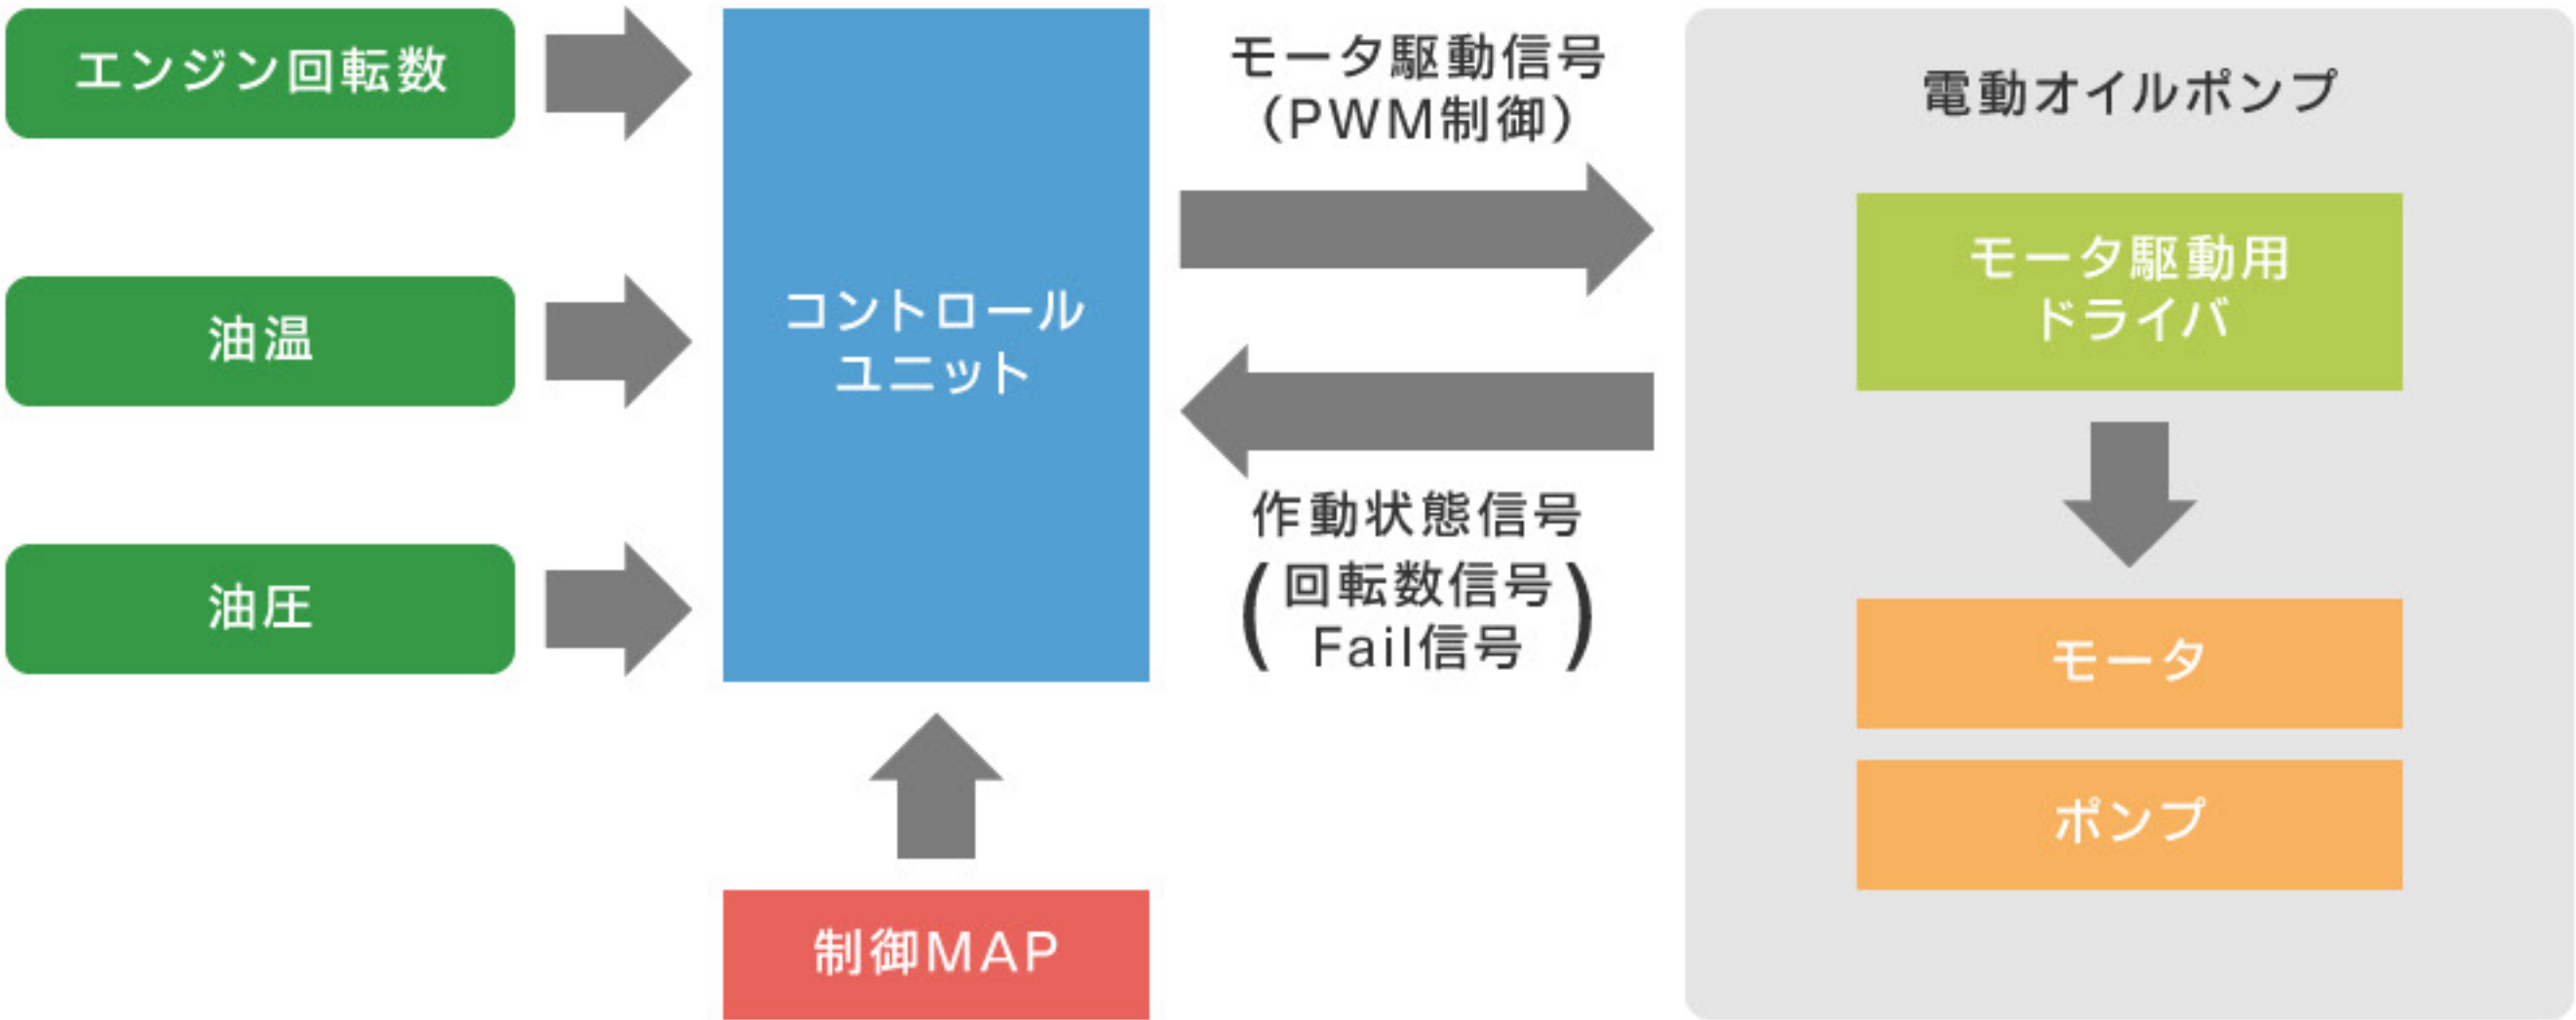 エンジン回転数
油温
油圧
コントロール
ユニット
制御MAP
モータ駆動信号
（PWM制御）
作動状態信号
(回転数信号
Fail信号)
電動オイルポンプ
モータ駆動用
ドライバ
モータ
ポンプ